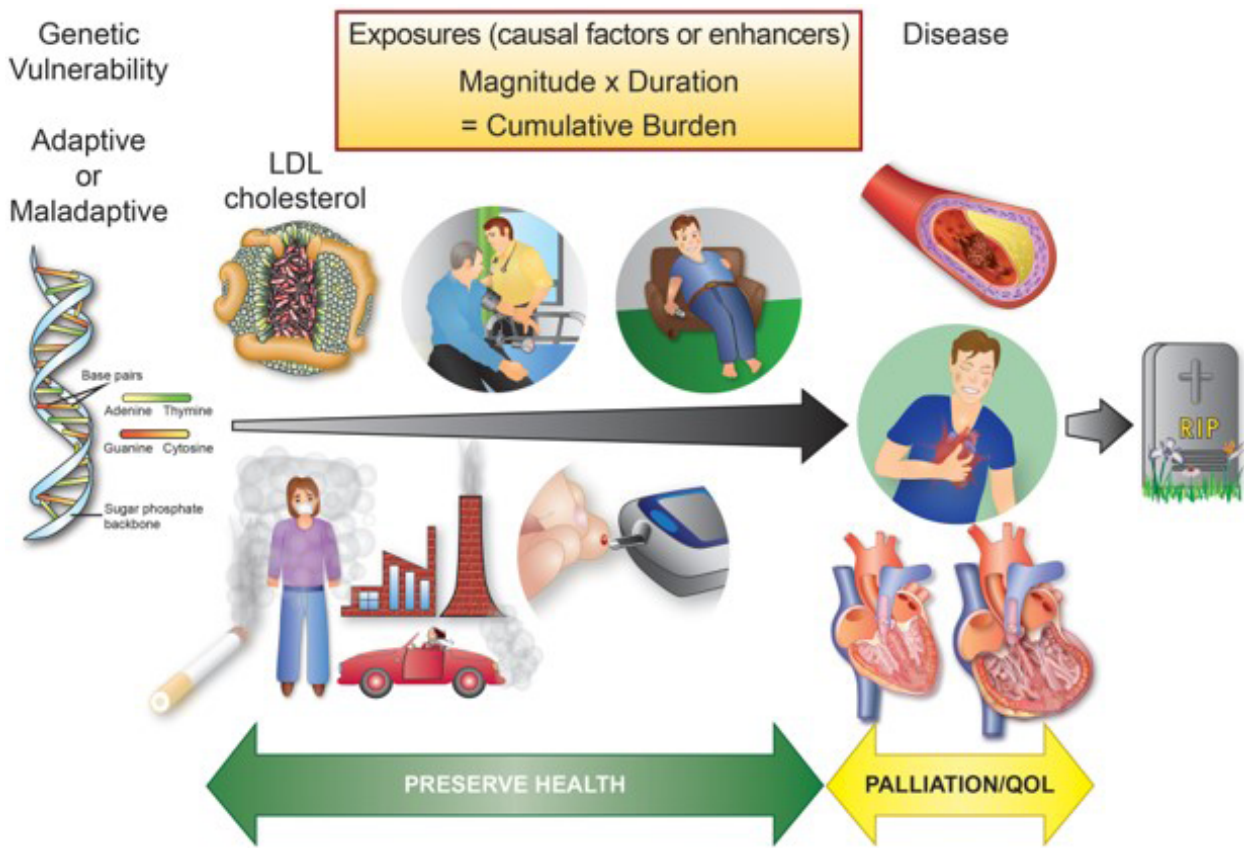 Genetic
Vulnerability
Exposures (causal factors or enhancers)
Magnitude x Duration
= Cumulative Burden
Disease
Adaptive
or
Maladaptive
LDL
cholesterol
Base pairs
Adenine Thymine
Guanine Cytosine
Sugar phosphate
backbone
RIP
PRESERVE HEALTH
PALLIATION/QOL